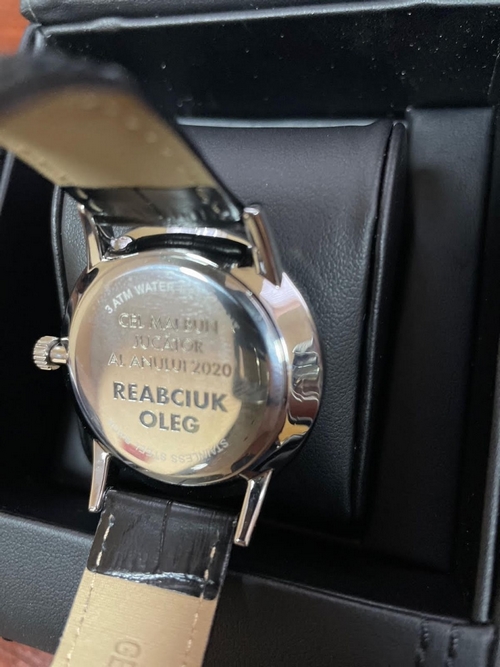 3 ATM WATER
CEL MAI BUN
JUCĂTOR
AL ANULUI 2020
REABCIUK
OLEG
STAINLESS